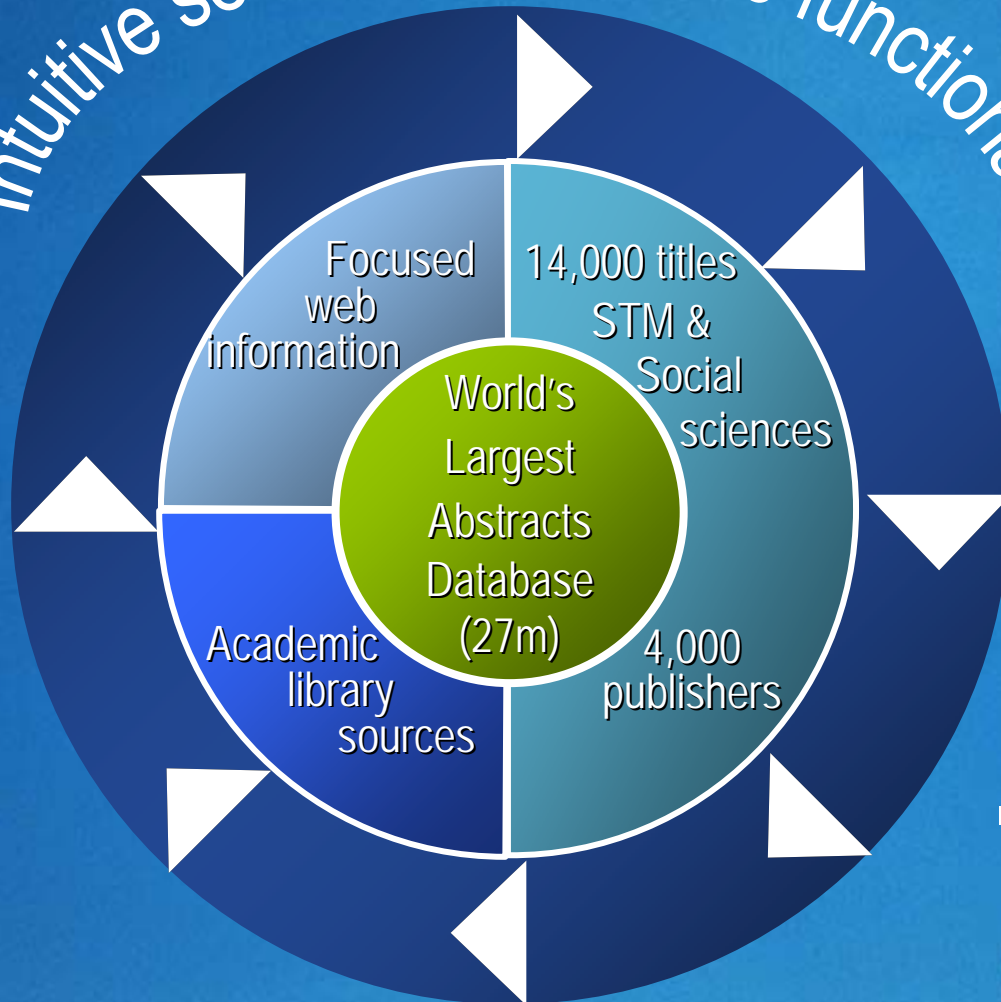 Intuitive
Focused
web
information
14,000 titles
STM &
Social
sciences
World's
Largest
Abstracts
Database
(27m)
Academic
library
sources
4,000
publishers